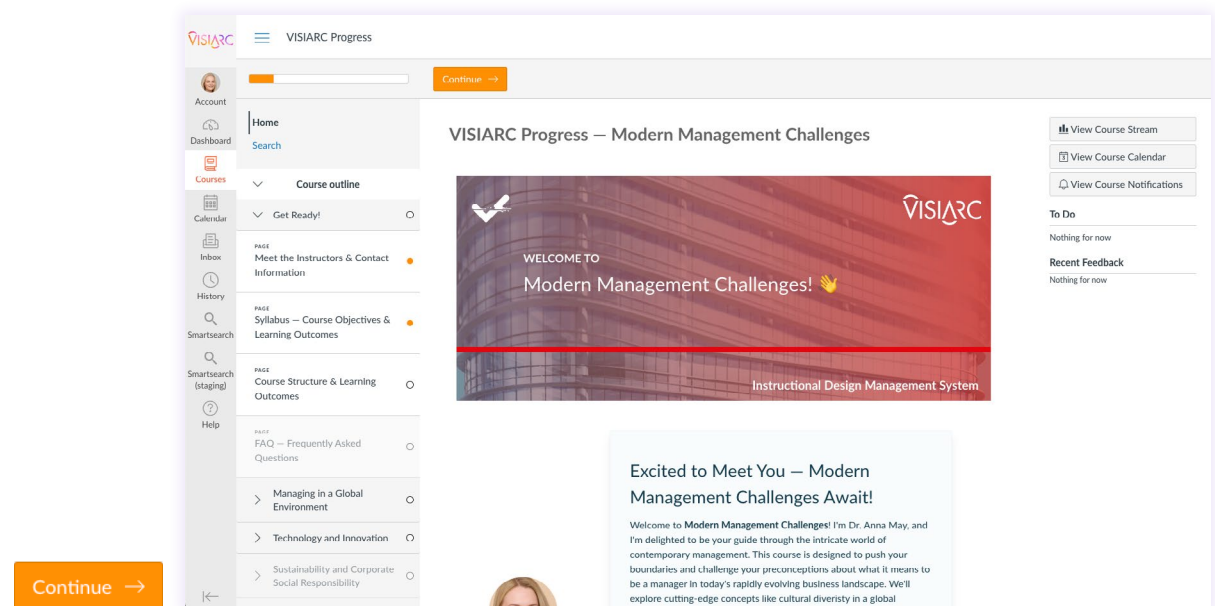 VISIARC
VISIARC Progress
Continue →
Account
Dashboard
Courses
Calendar
Inbox
History
Smartsearch
Smartsearch
(staging)
Help
Home
Search
Course outline
Get Ready!
PAGE
Meet the Instructors & Contact
Information
PAGE
Syllabus — Course Objectives &
Learning Outcomes
PAGE
Course Structure & Learning
Outcomes
PAGE
FAQ — Frequently Asked
Questions
Managing in a Global
Environment
Technology and Innovation
Sustainability and Corporate
Social Responsibility
VISIARC Progress — Modern Management Challenges
VISIARC
WELCOME TO
Modern Management Challenges! 👋
Instructional Design Management System
Excited to Meet You — Modern
Management Challenges Await!
Welcome to Modern Management Challenges! I'm Dr. Anna May, and
I'm delighted to be your guide through the intricate world of
contemporary management. This course is designed to push your
boundaries and challenge your preconceptions about what it means to
be a manager in today's rapidly evolving business landscape. We'll
explore cutting-edge concepts like cultural diveristy in a global
View Course Stream
View Course Calendar
View Course Notifications
To Do
Nothing for now
Recent Feedback
Nothing for now
Continue →